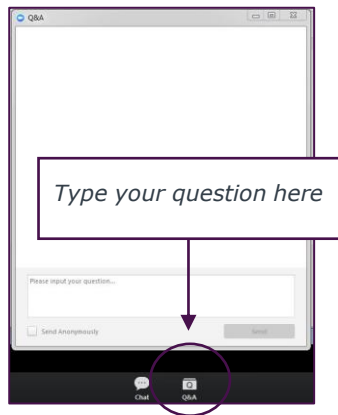 Q&A
Type your question here
Please input your question...
Send Anonymously
Send
Chat
Q&A